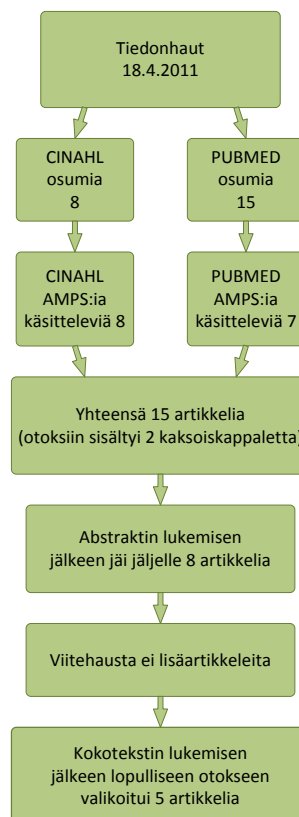 Tiedonhaut
18.4.2011
CINAHL
osumia
8
PUBMED
osumia
15
CINAHL
AMPS:ia
käsitteleviä 8
PUBMED
AMPS:ia
käsitteleviä 7
Yhteensä 15 artikkelia
(otoksiin sisältyi 2 kaksoiskappaletta)
Abstraktin lukemisen
jälkeen jäi jäljelle 8 artikkelia
Viitehausta ei lisäartikkeleita
Kokotekstin lukemisen
jälkeen lopulliseen otokseen
valikoitui 5 artikkelia